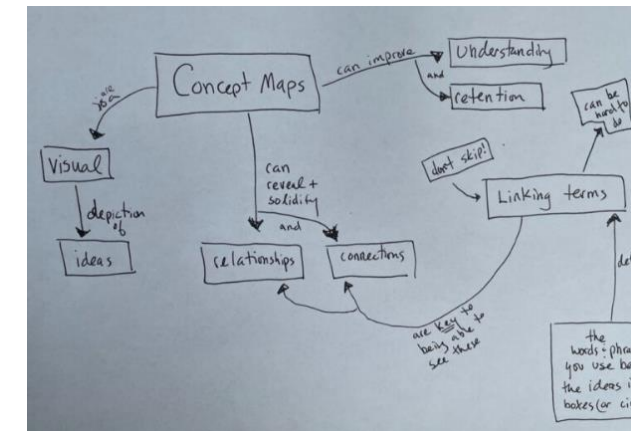 Concept Maps
can improve
Understanding
and
retention
are
a
Visual
depiction
of
ideas
can
reveal +
solidify
and
relationships
connections
don't skip!
can be
hard to
do
Linking terms
are key to
being able to
see these
the
words + phra
you use be
the ideas i
boxes (or ci